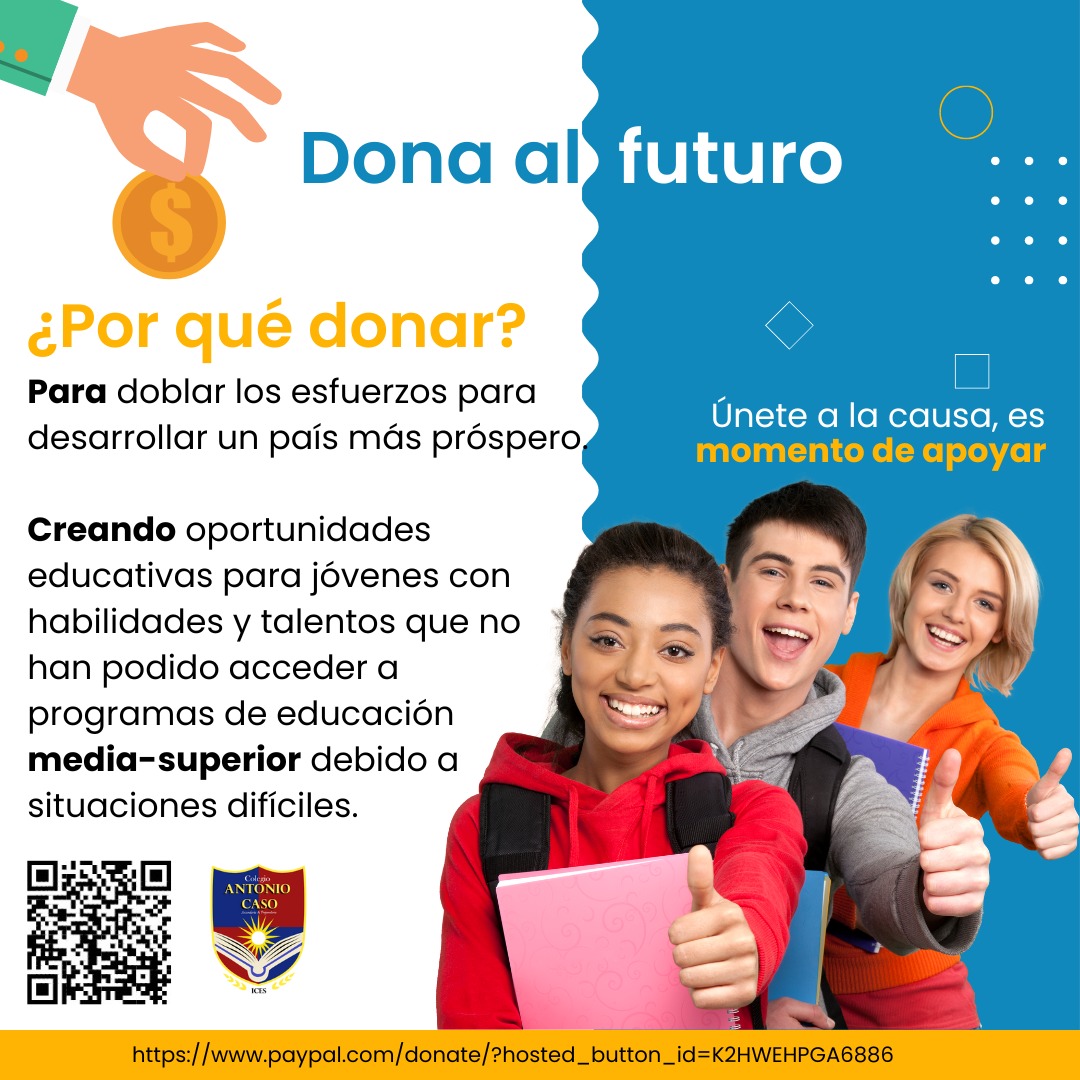 Dona al futuro
¿Por qué donar?
Para doblar los esfuerzos para
desarrollar un país más próspero.
Creando oportunidades
educativas para jóvenes con
habilidades y talentos que no
han podido acceder a
programas de educación
media-superior debido a
situaciones difíciles.
Únete a la causa, es
momento de apoyar
Colegio
ANTONIO
CASO
ICES
https://www.paypal.com/donate/?hosted_button_id=K2HWEHPGA6886